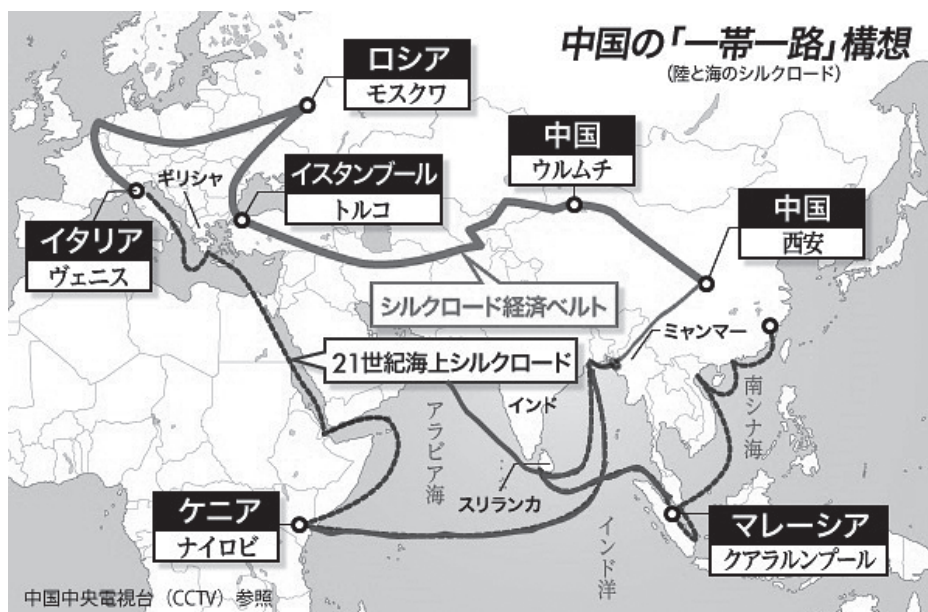 中国の「一帯一路」構想
(陸と海のシルクロード)
ロシア
モスクワ
中国
ウルムチ
ギリシャ
イスタンブール
トルコ
中国
西安
イタリア
ヴェニス
シルクロード経済ベルト
ミャンマー
21世紀海上シルクロード
インド
アラビア海
南シナ海
スリランカ
ケニア
ナイロビ
インド洋
マレーシア
クアラルンプール
中国中央電視台(CCTV)参照